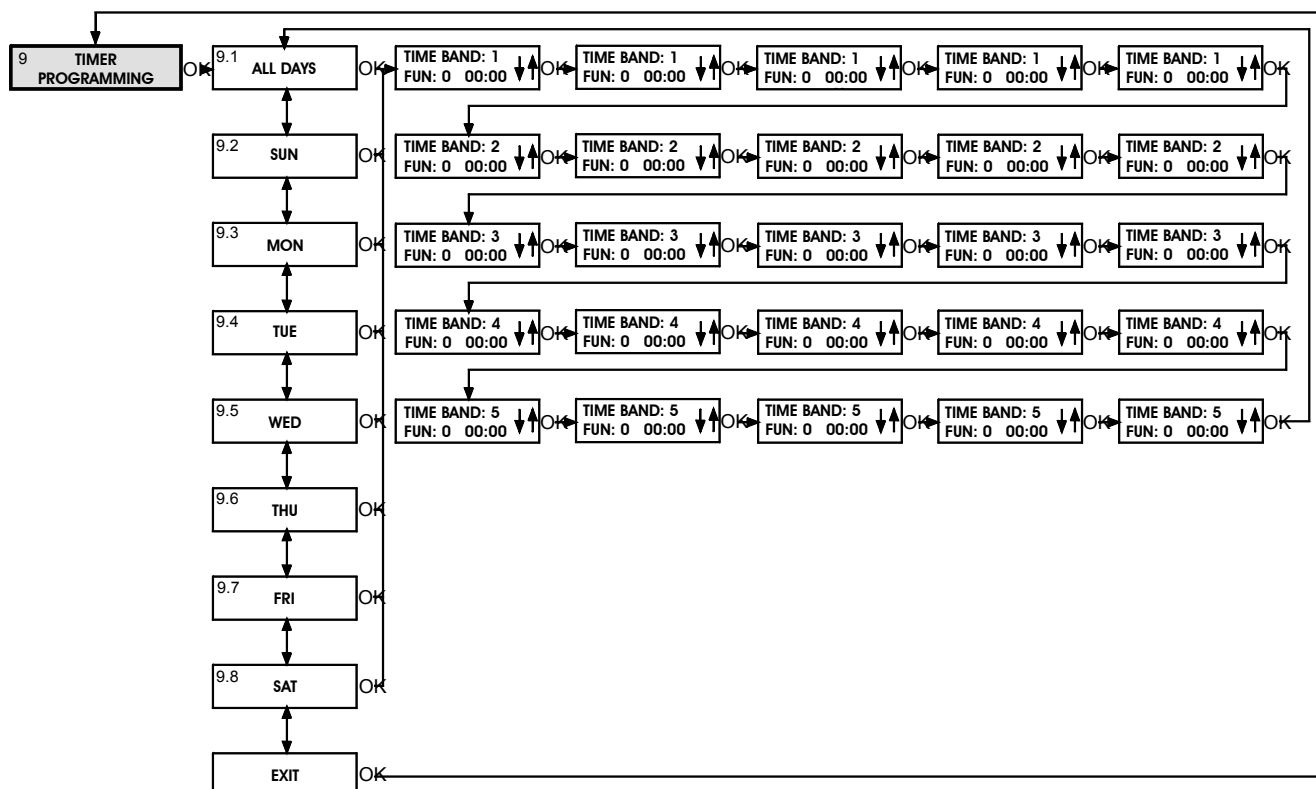 9
TIMER
PROGRAMMING
OK
9.1
ALL DAYS
OK
TIME BAND: 1
FUN: 0 00:00
OK
TIME BAND: 1
FUN: 0 00:00
OK
TIME BAND: 1
FUN: 0 00:00
OK
TIME BAND: 1
FUN: 0 00:00
OK
TIME BAND: 1
FUN: 0 00:00
OK
9.2
SUN
OK
TIME BAND: 2
FUN: 0 00:00
OK
TIME BAND: 2
FUN: 0 00:00
OK
TIME BAND: 2
FUN: 0 00:00
OK
TIME BAND: 2
FUN: 0 00:00
OK
TIME BAND: 2
FUN: 0 00:00
OK
9.3
MON
OK
TIME BAND: 3
FUN: 0 00:00
OK
TIME BAND: 3
FUN: 0 00:00
OK
TIME BAND: 3
FUN: 0 00:00
OK
TIME BAND: 3
FUN: 0 00:00
OK
TIME BAND: 3
FUN: 0 00:00
OK
9.4
TUE
OK
TIME BAND: 4
FUN: 0 00:00
OK
TIME BAND: 4
FUN: 0 00:00
OK
TIME BAND: 4
FUN: 0 00:00
OK
TIME BAND: 4
FUN: 0 00:00
OK
TIME BAND: 4
FUN: 0 00:00
OK
9.5
WED
OK
TIME BAND: 5
FUN: 0 00:00
OK
TIME BAND: 5
FUN: 0 00:00
OK
TIME BAND: 5
FUN: 0 00:00
OK
TIME BAND: 5
FUN: 0 00:00
OK
TIME BAND: 5
FUN: 0 00:00
OK
9.6
THU
OK
9.7
FRI
OK
9.8
SAT
OK
EXIT
OK